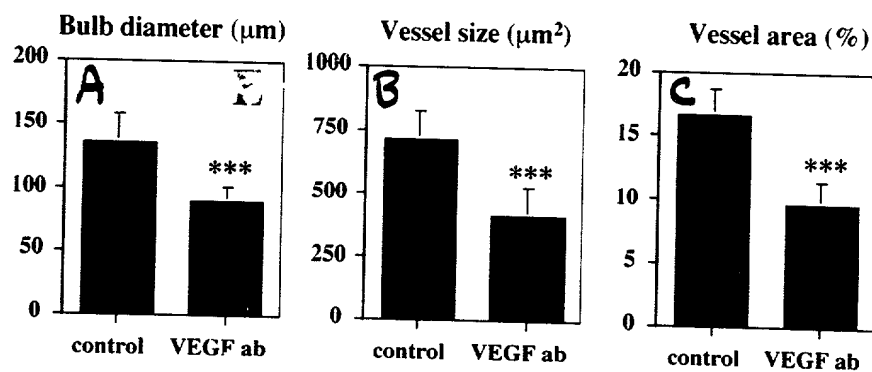 Bulb diameter (μm)
200
150
100
50
0
A
***
control VEGF ab
Vessel size (μm²)
1000
750
500
250
0
B
***
control VEGF ab
Vessel area (%)
20
15
10
5
0
C
***
control VEGF ab